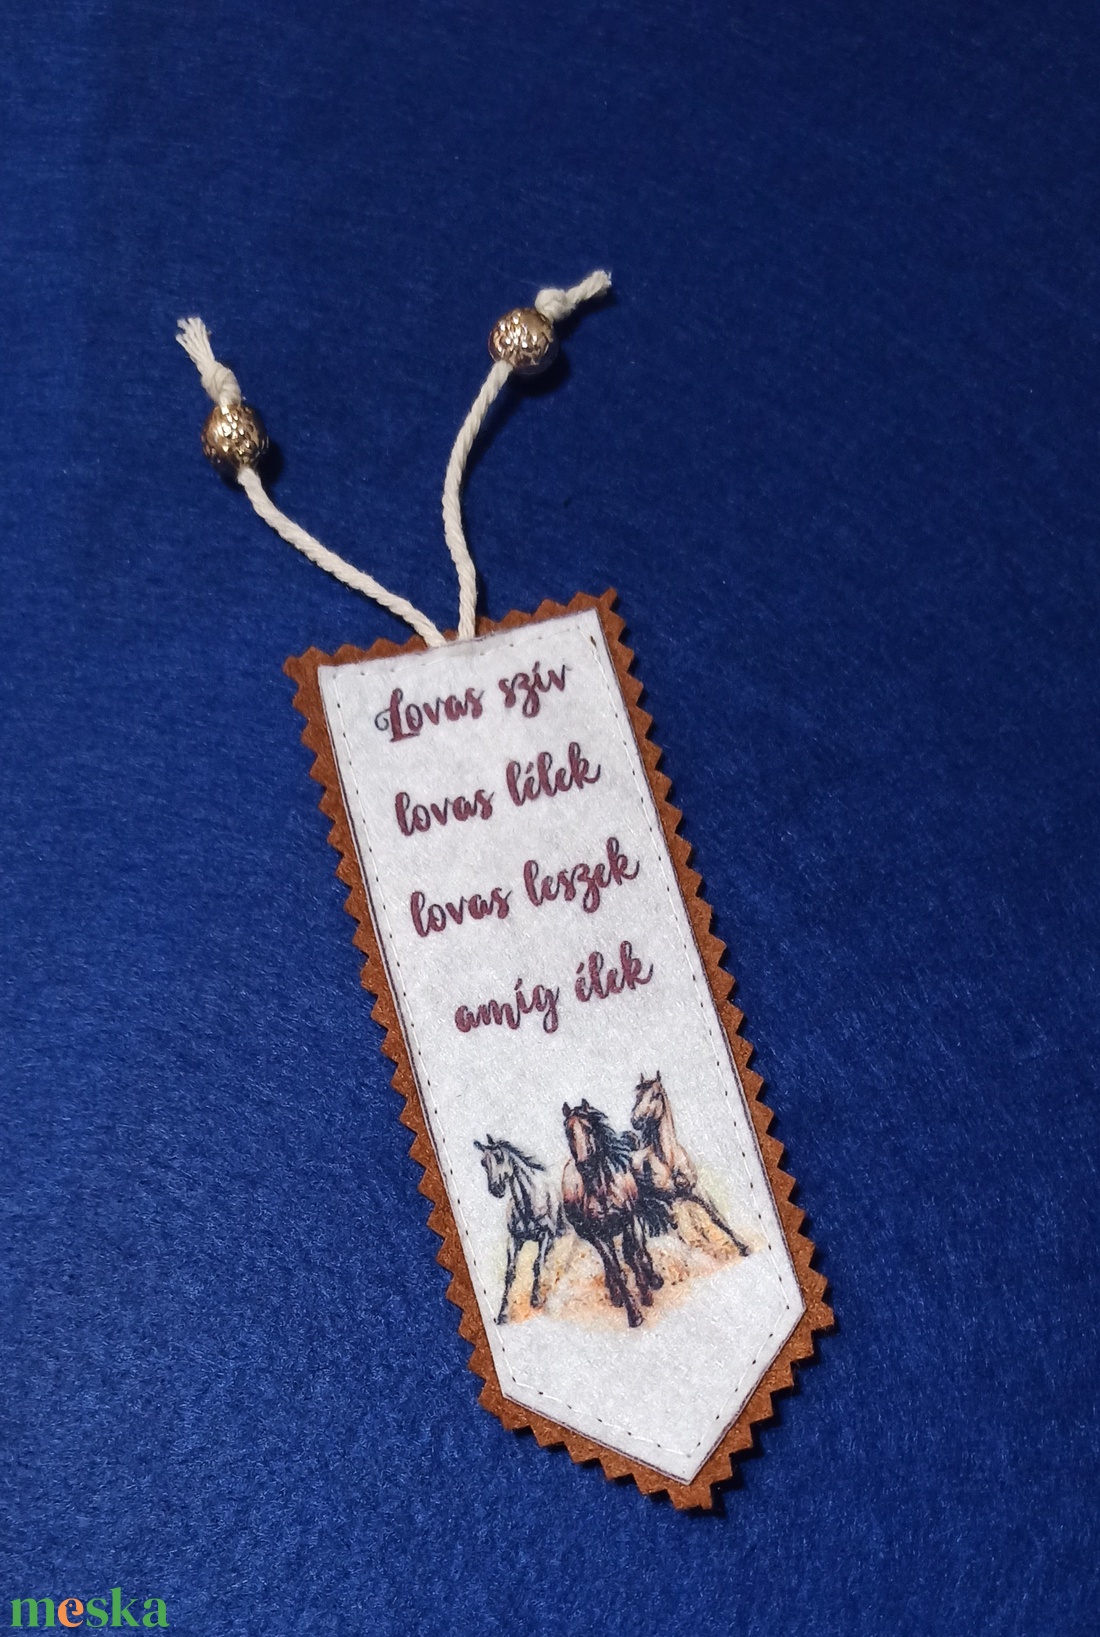 Lovas szív
lovas lélek
lovas leszek
amíg élek
meska